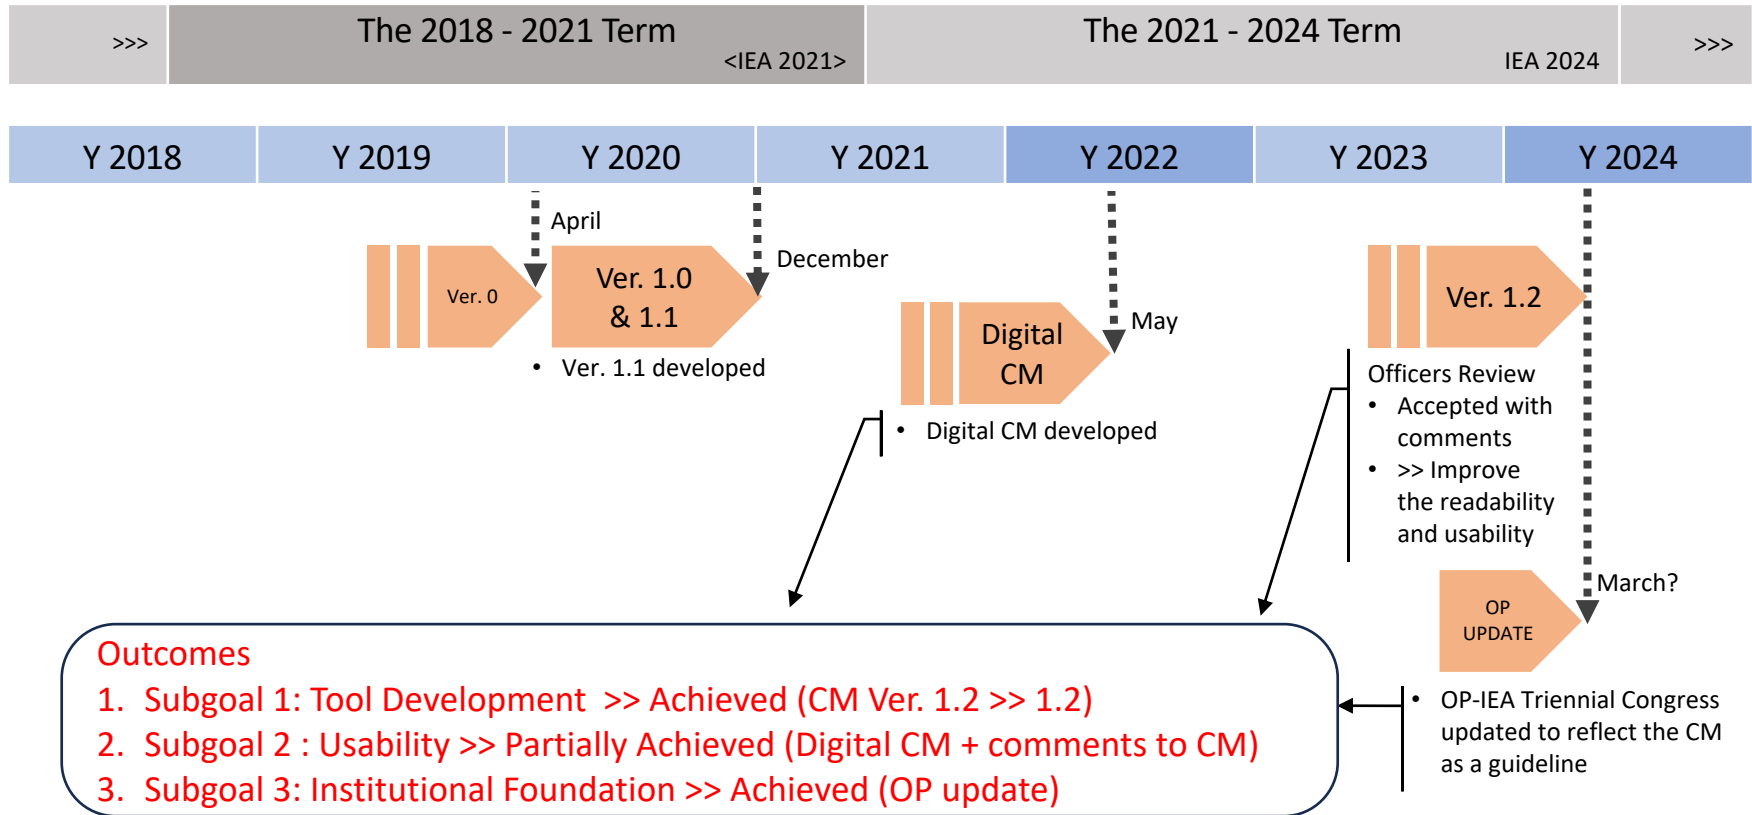 >>>
The 2018 - 2021 Term
<IEA 2021>
The 2021 - 2024 Term
IEA 2024
>>>
Y 2018
Y 2019
Y 2020
Y 2021
Y 2022
Y 2023
Y 2024
April
December
Ver. 0
Ver. 1.0
& 1.1
• Ver. 1.1 developed
May
Digital
CM
• Digital CM developed
Ver. 1.2
Officers Review
• Accepted with
comments
• >> Improve
the readability
and usability
March?
OP
UPDATE
• OP-IEA Triennial Congress
updated to reflect the CM
as a guideline
Outcomes
1. Subgoal 1: Tool Development >> Achieved (CM Ver. 1.2 >> 1.2)
2. Subgoal 2 : Usability >> Partially Achieved (Digital CM + comments to CM)
3. Subgoal 3: Institutional Foundation >> Achieved (OP update)